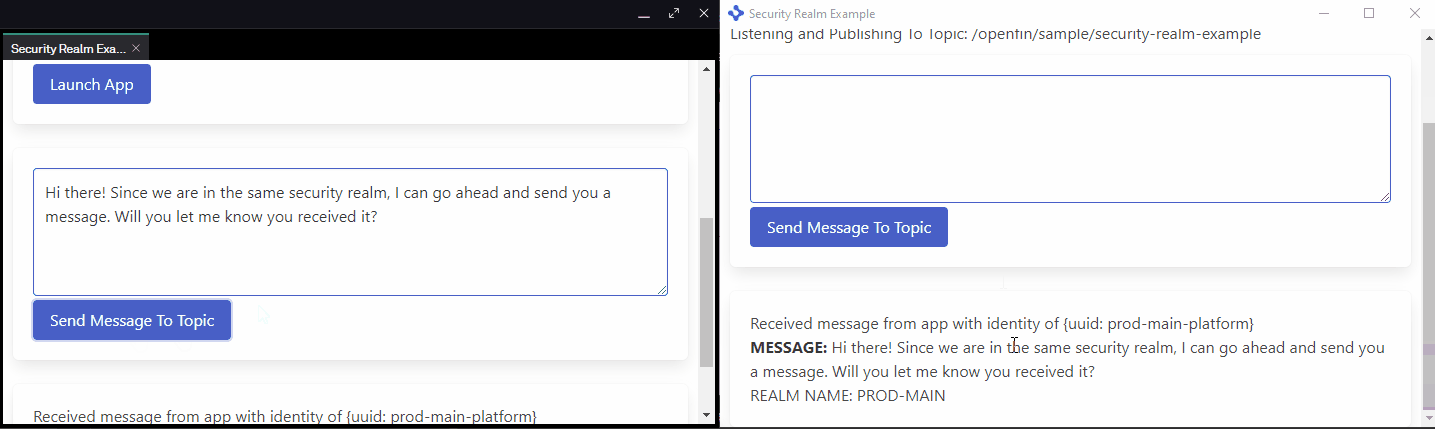 Security Realm Exa...
Launch App
Hi there! Since we are in the same security realm, I can go ahead and send you a
message. Will you let me know you received it?
Send Message To Topic
Received message from app with identity of {uuid: prod-main-platform}
Security Realm Example
Listening and Publishing To Topic: /openfin/sample/security-realm-example
Send Message To Topic
Received message from app with identity of {uuid: prod-main-platform}
MESSAGE: Hi there! Since we are in the same security realm, I can go ahead and send you
a message. Will you let me know you received it?
REALM NAME: PROD-MAIN